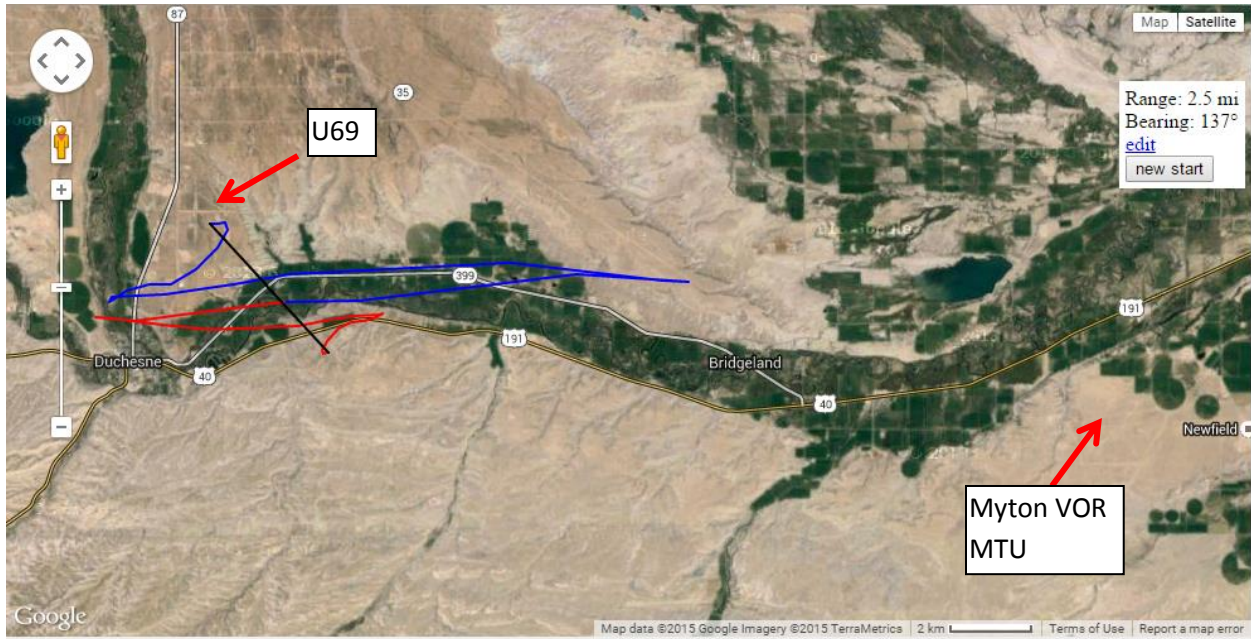 87
Map Satellite
35
Range: 2.5 mi
Bearing: 137°
edit
new start
U69
+
399
191
191
Duchesne
Bridgeland
40
40
−
Newfield
Myton VOR
MTU
Google
Map data ©2015 Google Imagery ©2015 TerraMetrics 2 km Terms of Use Report a map error